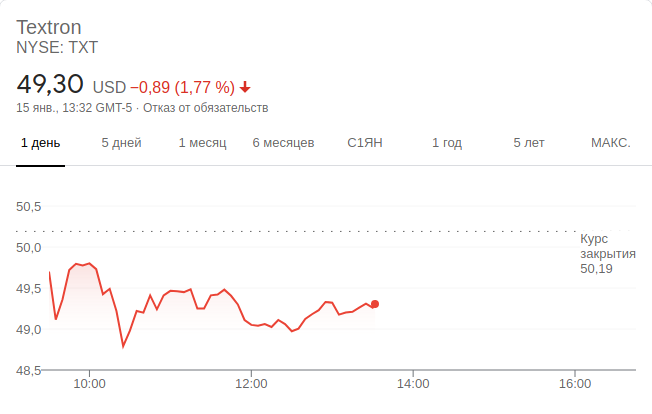 Textron
NYSE: TXT
49,30 USD −0,89 (1,77 %)
15 янв., 13:32 GMT-5 · Отказ от обязательств
1 день 5 дней 1 месяц 6 месяцев С1ЯН 1 год 5 лет МАКС.
50,5
Курс
закрытия
50,19
50,0
49,5
49,0
48,5
10:00 12:00 14:00 16:00